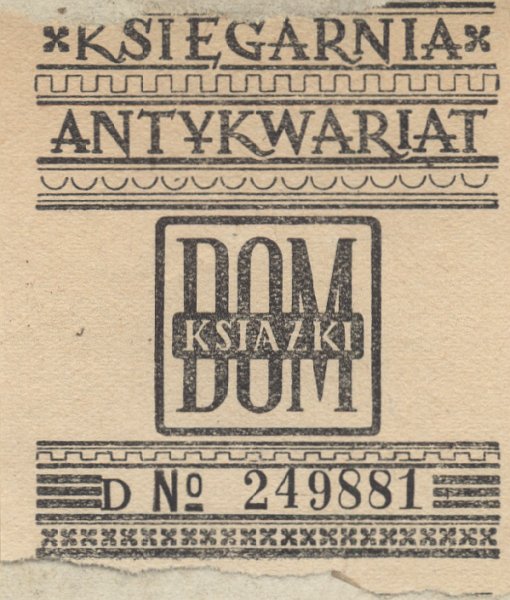 KSIĘGARNIA
ANTYKWARIAT
DOM
KSIĄŻKI
DOM
D Nº 249881